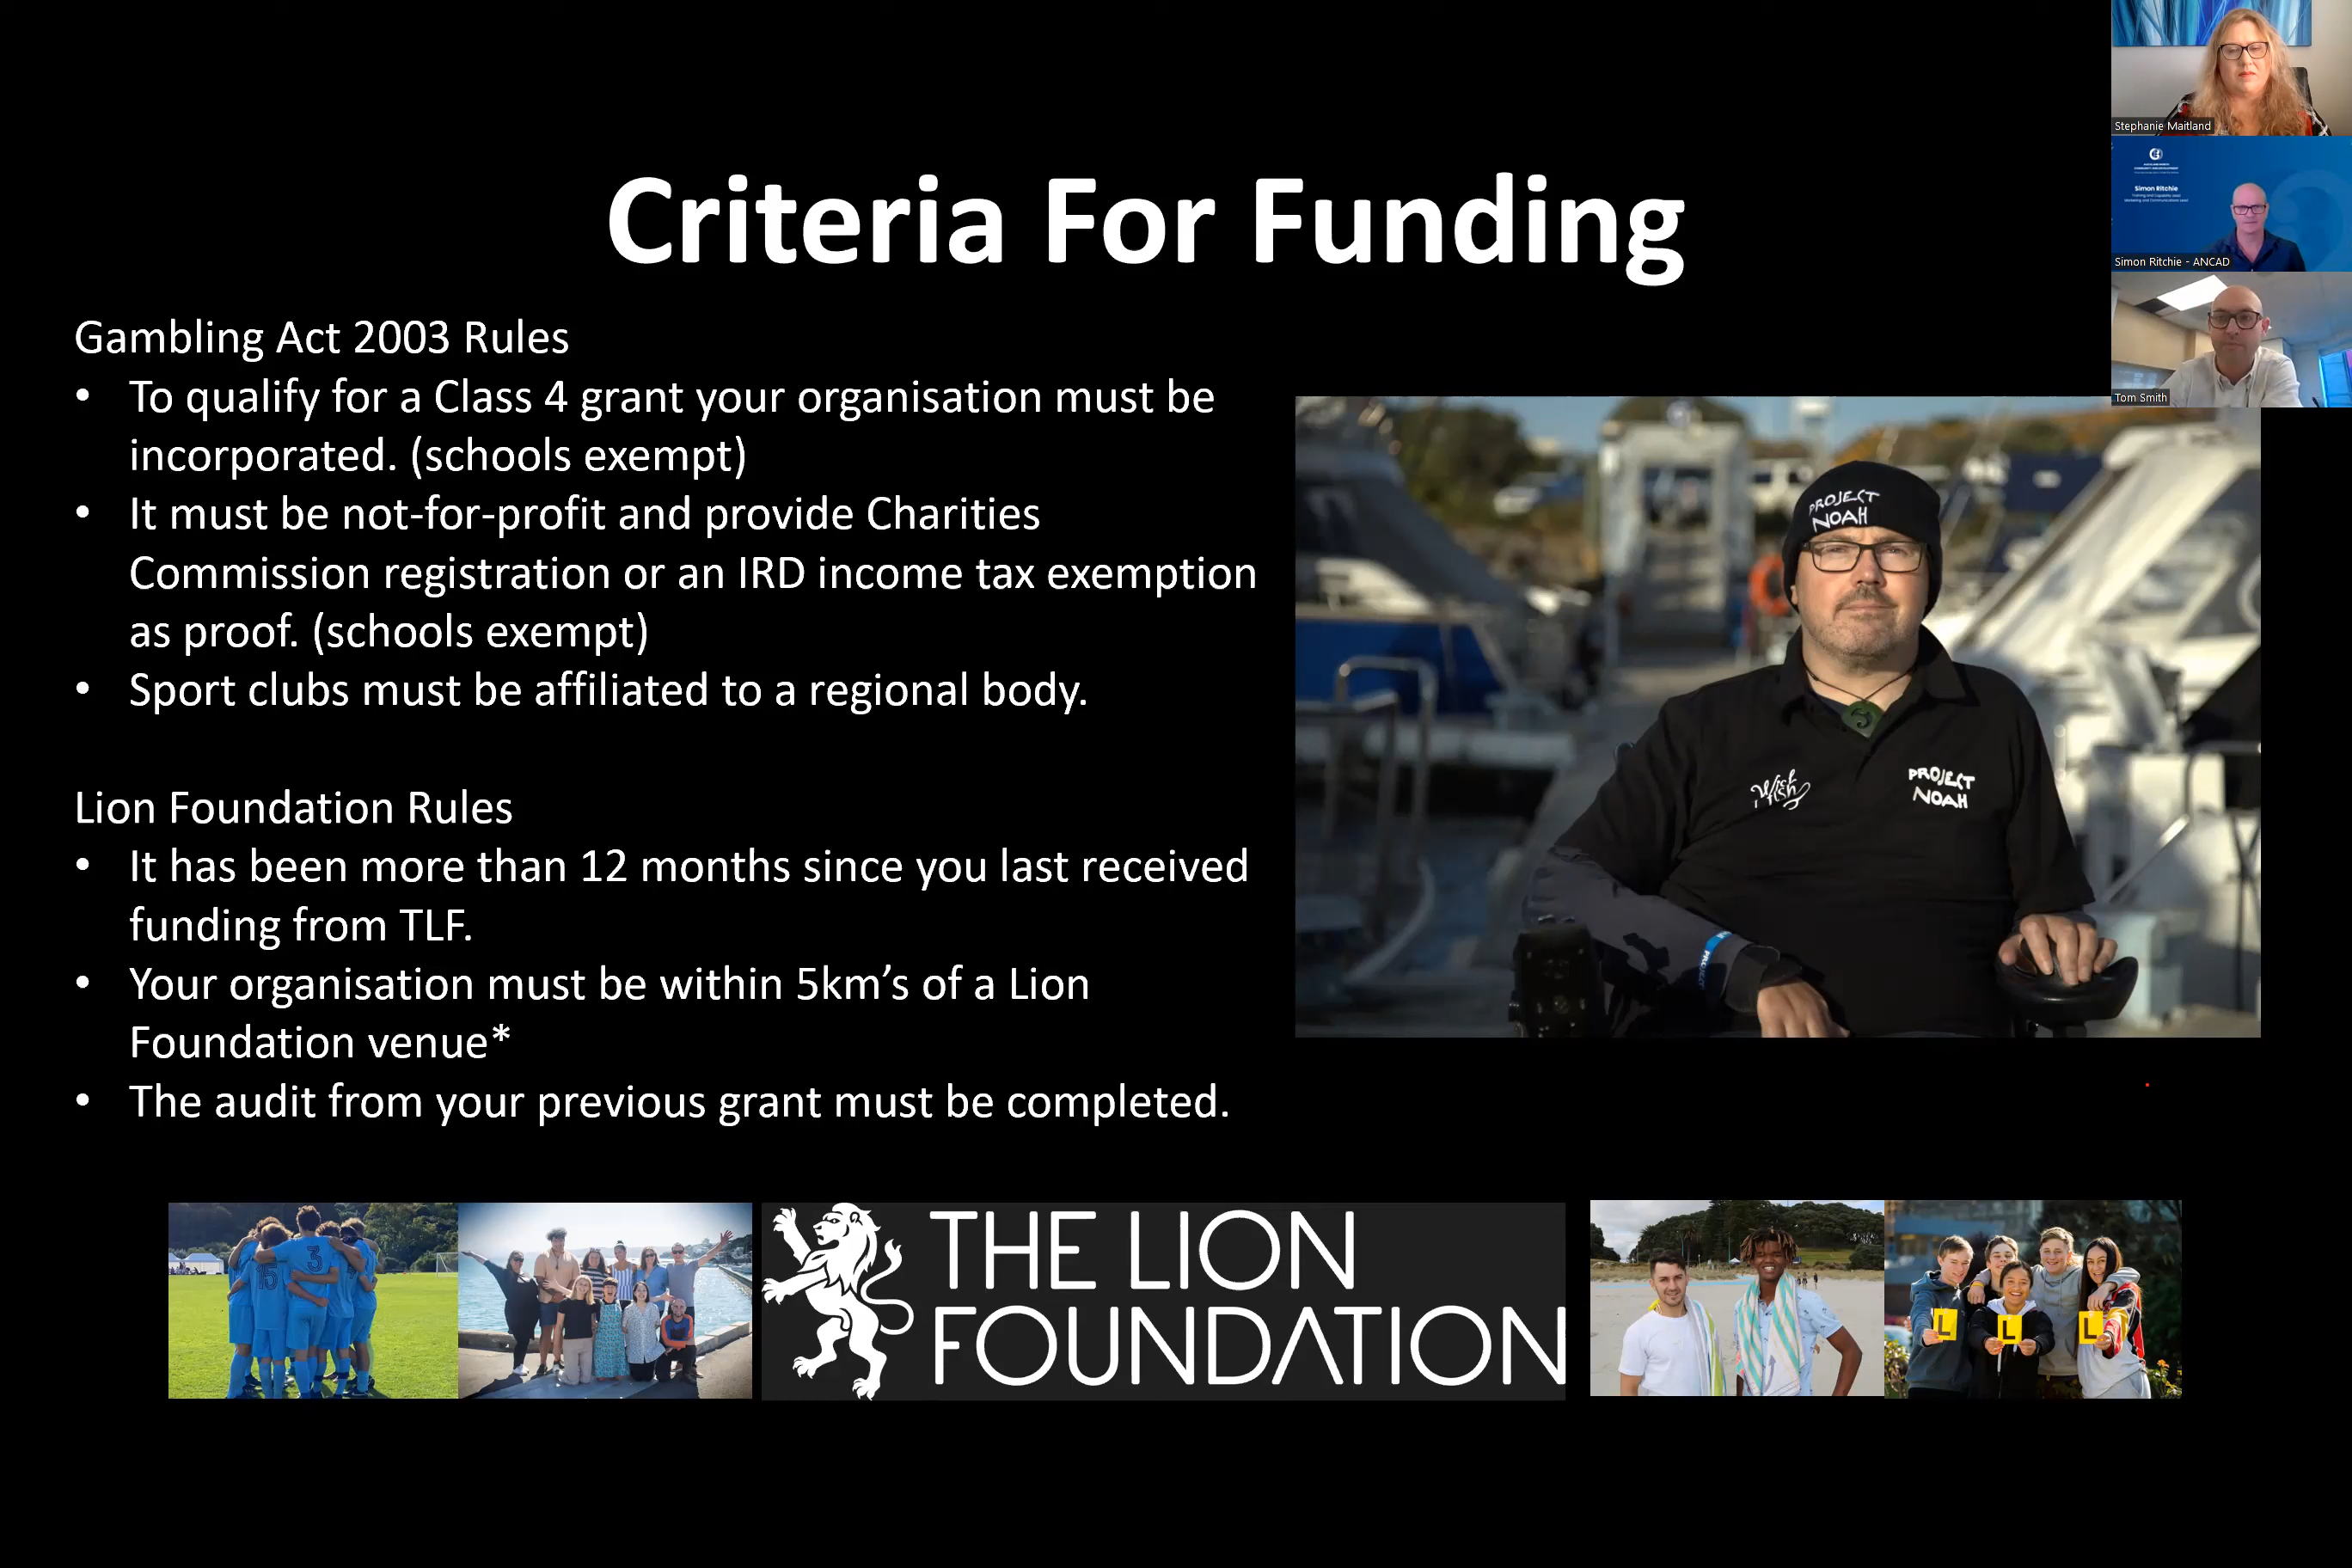 Criteria For Funding
Gambling Act 2003 Rules
• To qualify for a Class 4 grant your organisation must be
incorporated. (schools exempt)
• It must be not-for-profit and provide Charities
Commission registration or an IRD income tax exemption
as proof. (schools exempt)
• Sport clubs must be affiliated to a regional body.
Lion Foundation Rules
• It has been more than 12 months since you last received
funding from TLF.
• Your organisation must be within 5km’s of a Lion
Foundation venue*
• The audit from your previous grant must be completed.
Stephanie Maitland
Simon Ritchie
Simon Ritchie - ANCAD
Tom Smith
PROJECT
NOAH
PROJECT
NOAH
15
3
THE LION
FOUNDATION
L
L
L